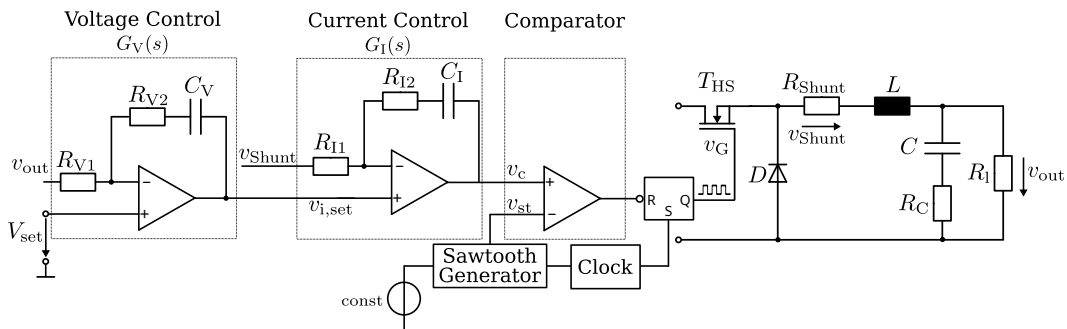 Voltage Control
G_V(s)
Current Control
G_I(s)
Comparator
R_V2
C_V
R_I2
C_I
T_HS
R_Shunt
L
v_out
R_V1
v_Shunt
R_I1
v_G
v_Shunt
C
D
R_l
v_out
−
+
−
+
v_c
+
v_st
−
R
Q
S
R_C
V_set
v_i,set
Sawtooth
Generator
Clock
const